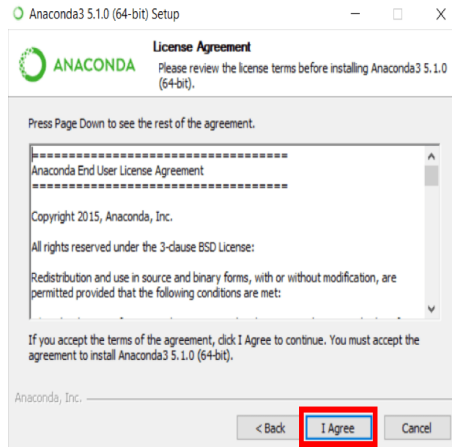 Anaconda3 5.1.0 (64-bit) Setup
ANACONDA
License Agreement
Please review the license terms before installing Anaconda3 5.1.0
(64-bit).
Press Page Down to see the rest of the agreement.
===================================
Anaconda End User License Agreement
===================================
Copyright 2015, Anaconda, Inc.
All rights reserved under the 3-clause BSD License:
Redistribution and use in source and binary forms, with or without modification, are
permitted provided that the following conditions are met:
If you accept the terms of the agreement, click I Agree to continue. You must accept the
agreement to install Anaconda3 5.1.0 (64-bit).
Anaconda, Inc.
< Back
I Agree
Cancel